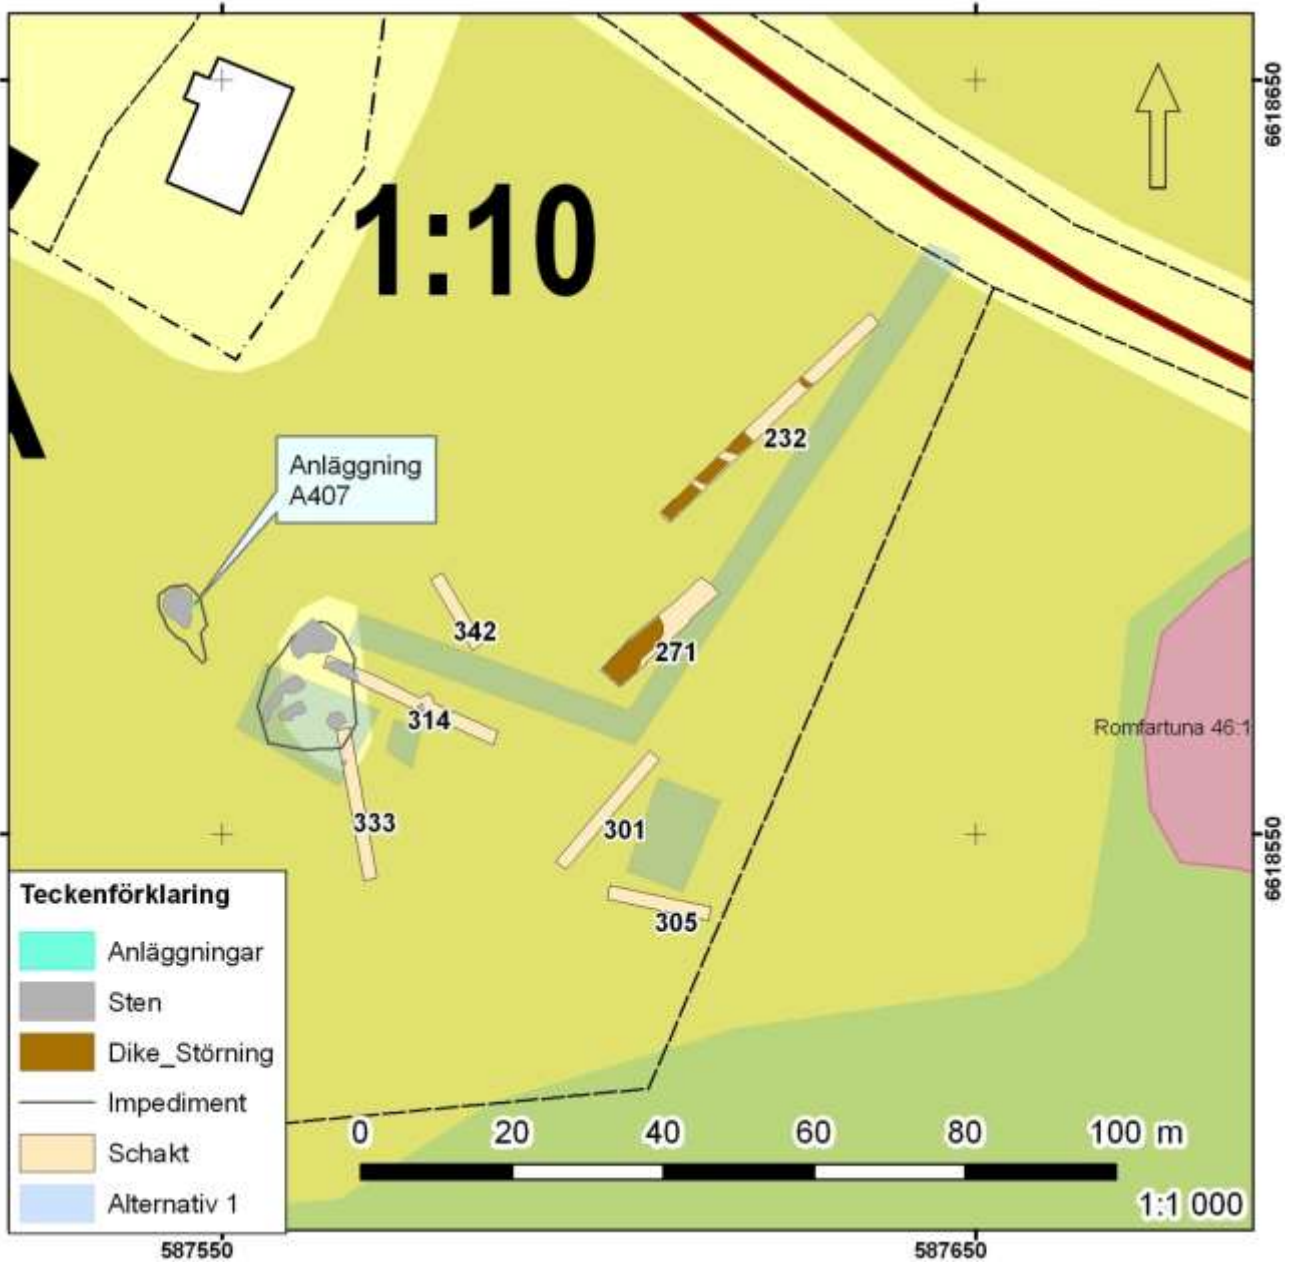 6618650
1:10
232
Anläggning
A407
342
271
314
Romfartuna 46:1
333
301
6618550
305
Teckenförklaring
Anläggningar
Sten
Dike_Störning
Impediment
Schakt
Alternativ 1
0 20 40 60 80 100 m
1:1 000
587550
587650